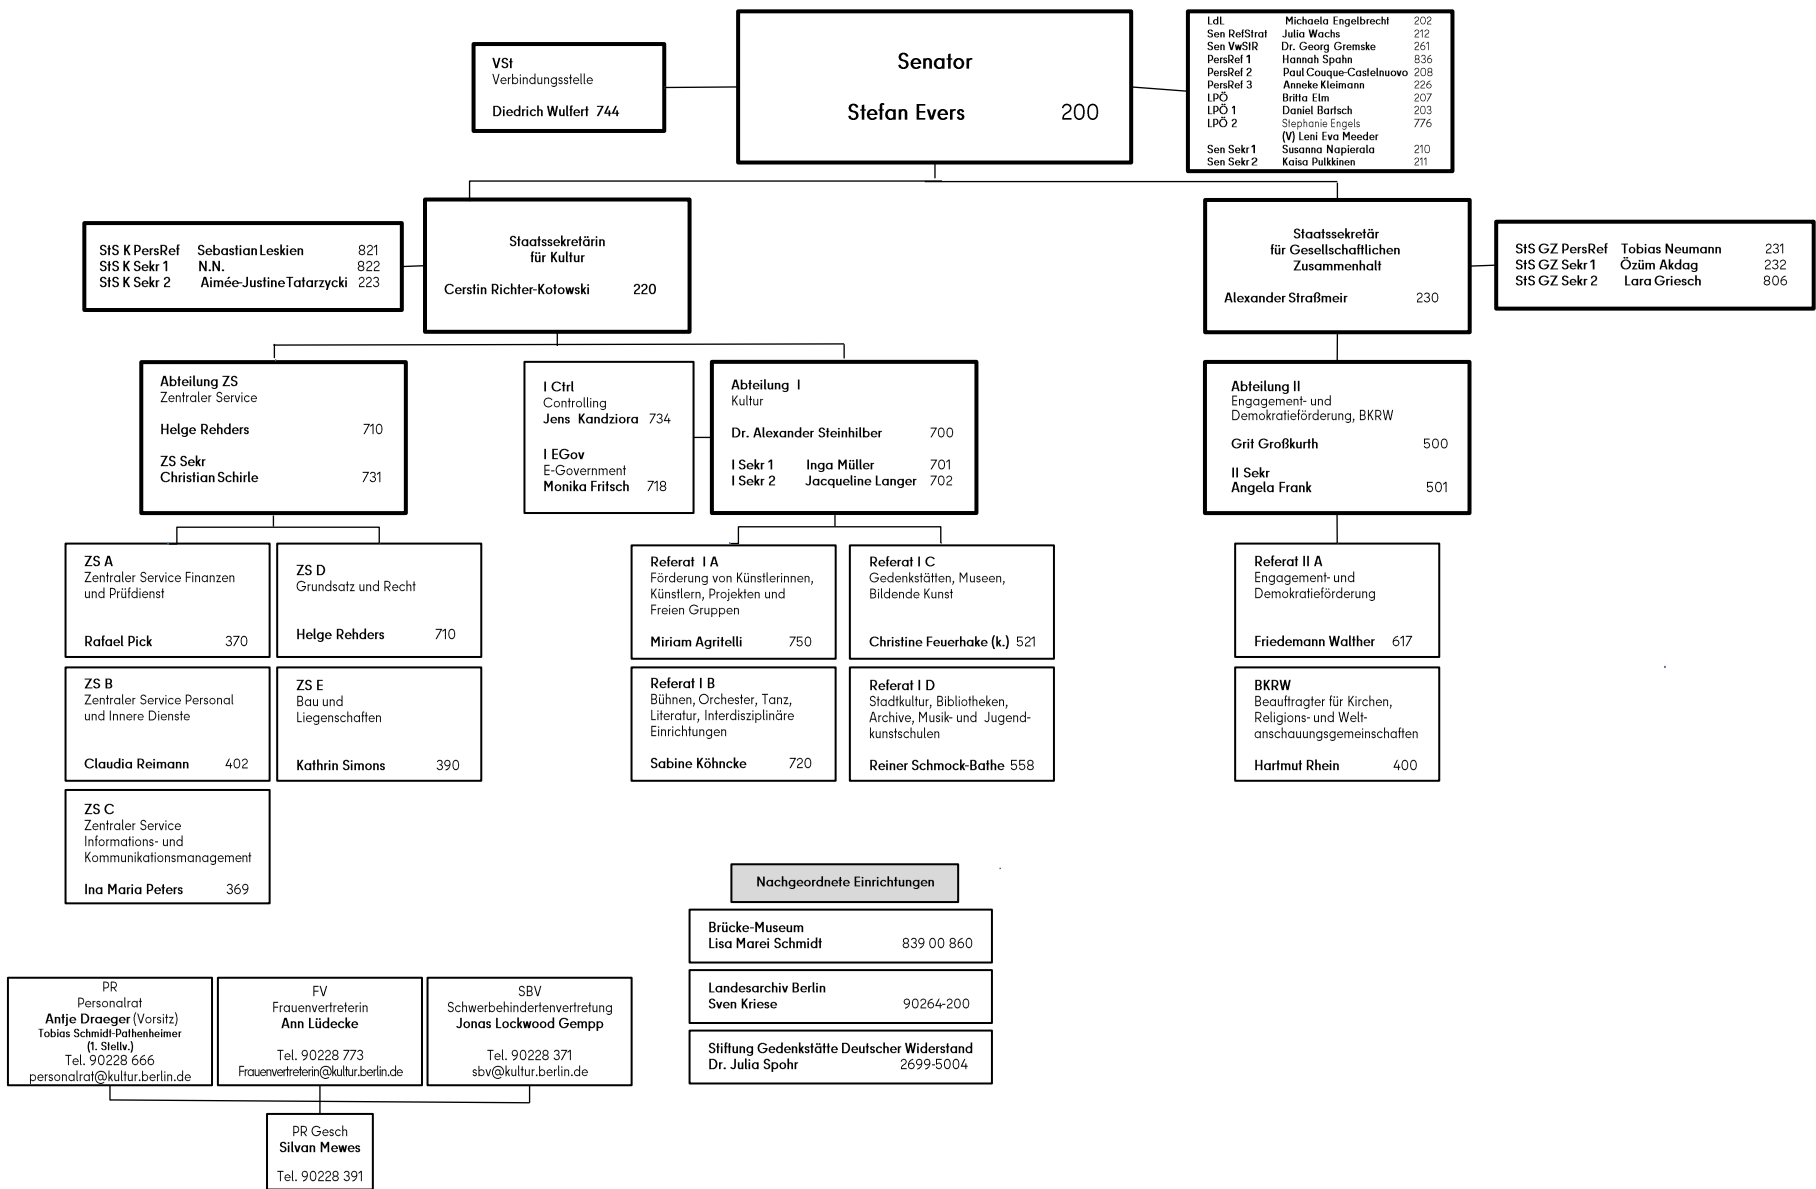 VSt
Verbindungsstelle
Diedrich Wulfert 744
Senator
Stefan Evers 200
LdL Michaela Engelbrecht 202
Sen RefStrat Julia Wachs 212
Sen VwStR Dr. Georg Gremske 261
PersRef 1 Hannah Spahn 836
PersRef 2 Paul Couque-Castelnuovo 208
PersRef 3 Anneke Kleimann 226
LPÖ Britta Elm 207
LPÖ 1 Daniel Bartsch 203
LPÖ 2 Stephanie Engels 776
(V) Leni Eva Meeder
Sen Sekr 1 Susanna Napierala 210
Sen Sekr 2 Kaisa Pulkkinen 211
StS K PersRef Sebastian Leskien 821
StS K Sekr 1 N.N. 822
StS K Sekr 2 Aimée-Justine Tatarzycki 223
Staatssekretärin
für Kultur
Cerstin Richter-Kotowski 220
Staatssekretär
für Gesellschaftlichen
Zusammenhalt
Alexander Straßmeir 230
StS GZ PersRef Tobias Neumann 231
StS GZ Sekr 1 Özüm Akdag 232
StS GZ Sekr 2 Lara Griesch 806
Abteilung ZS
Zentraler Service
Helge Rehders 710
ZS Sekr
Christian Schirle 731
I Ctrl
Controlling
Jens Kandziora 734
I EGov
E-Government
Monika Fritsch 718
Abteilung I
Kultur
Dr. Alexander Steinhilber 700
I Sekr 1 Inga Müller 701
I Sekr 2 Jacqueline Langer 702
Abteilung II
Engagement- und
Demokratieförderung, BKRW
Grit Großkurth 500
II Sekr
Angela Frank 501
ZS A
Zentraler Service Finanzen
und Prüfdienst
Rafael Pick 370
ZS D
Grundsatz und Recht
Helge Rehders 710
Referat I A
Förderung von Künstlerinnen,
Künstlern, Projekten und
Freien Gruppen
Miriam Agritelli 750
Referat I C
Gedenkstätten, Museen,
Bildende Kunst
Christine Feuerhake (k.) 521
Referat II A
Engagement- und
Demokratieförderung
Friedemann Walther 617
ZS B
Zentraler Service Personal
und Innere Dienste
Claudia Reimann 402
ZS E
Bau und
Liegenschaften
Kathrin Simons 390
Referat I B
Bühnen, Orchester, Tanz,
Literatur, Interdisziplinäre
Einrichtungen
Sabine Köhncke 720
Referat I D
Stadtkultur, Bibliotheken,
Archive, Musik- und Jugend-
kunstschulen
Reiner Schmock-Bathe 558
BKRW
Beauftragter für Kirchen,
Religions- und Welt-
anschauungsgemeinschaften
Hartmut Rhein 400
ZS C
Zentraler Service
Informations- und
Kommunikationsmanagement
Ina Maria Peters 369
Nachgeordnete Einrichtungen
Brücke-Museum
Lisa Marei Schmidt 839 00 860
Landesarchiv Berlin
Sven Kriese 90264-200
Stiftung Gedenkstätte Deutscher Widerstand
Dr. Julia Spohr 2699-5004
PR
Personalrat
Antje Draeger (Vorsitz)
Tobias Schmidt-Pathenheimer
(1. Stellv.)
Tel. 90228 666
personalrat@kultur.berlin.de
FV
Frauenvertreterin
Ann Lüdecke
Tel. 90228 773
Frauenvertreterin@kultur.berlin.de
SBV
Schwerbehindertenvertretung
Jonas Lockwood Gempp
Tel. 90228 371
sbv@kultur.berlin.de
PR Gesch
Silvan Mewes
Tel. 90228 391